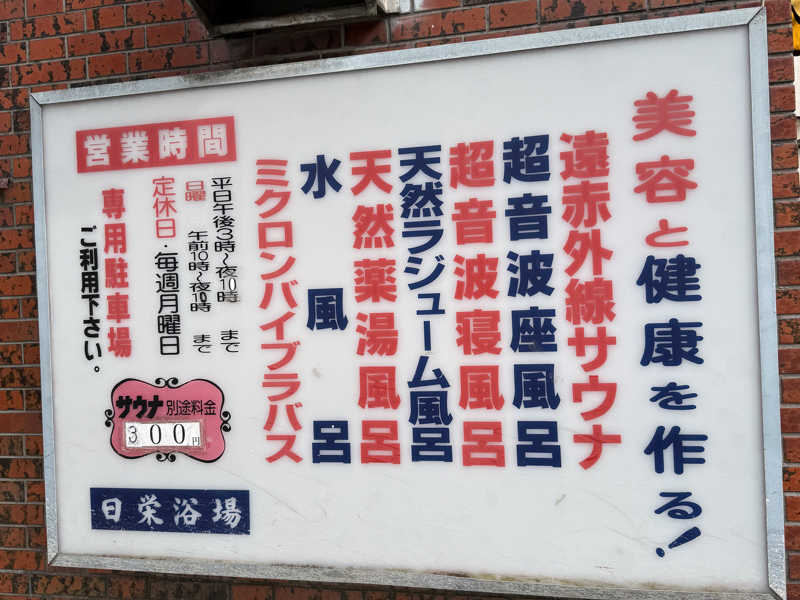 美容と健康を作る!
遠赤外線サウナ
超音波座風呂
超音波寝風呂
天然ラジューム風呂
天然薬湯風呂
水風呂
ミクロンバイブラバス
営業時間
平日午後3時〜夜10時まで
日曜午前10時〜夜10時まで
定休日・毎週月曜日
専用駐車場
ご利用下さい。
サウナ別途料金
300円
日栄浴場